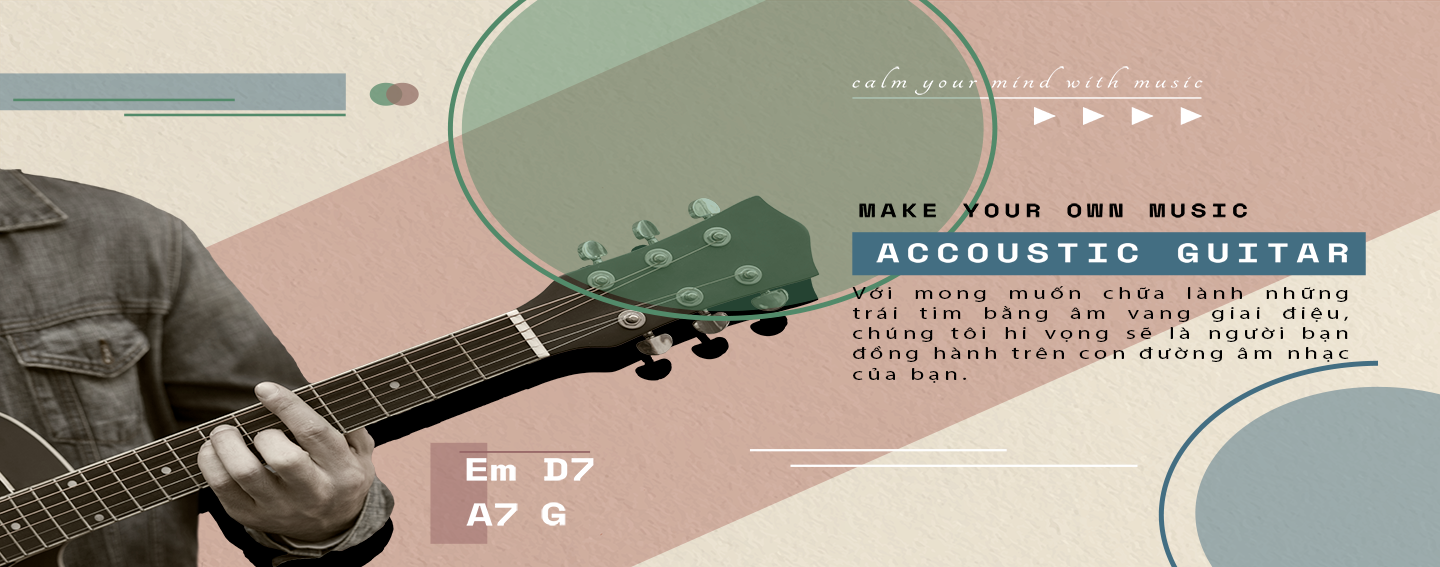 calm your mind with music
MAKE YOUR OWN MUSIC
ACCOUSTIC GUITAR
Với mong muốn chữa lành những
trái tim bằng âm vang giai điệu,
chúng tôi hi vọng sẽ là người bạn
đồng hành trên con đường âm nhạc
của bạn.
Em D7
A7 G